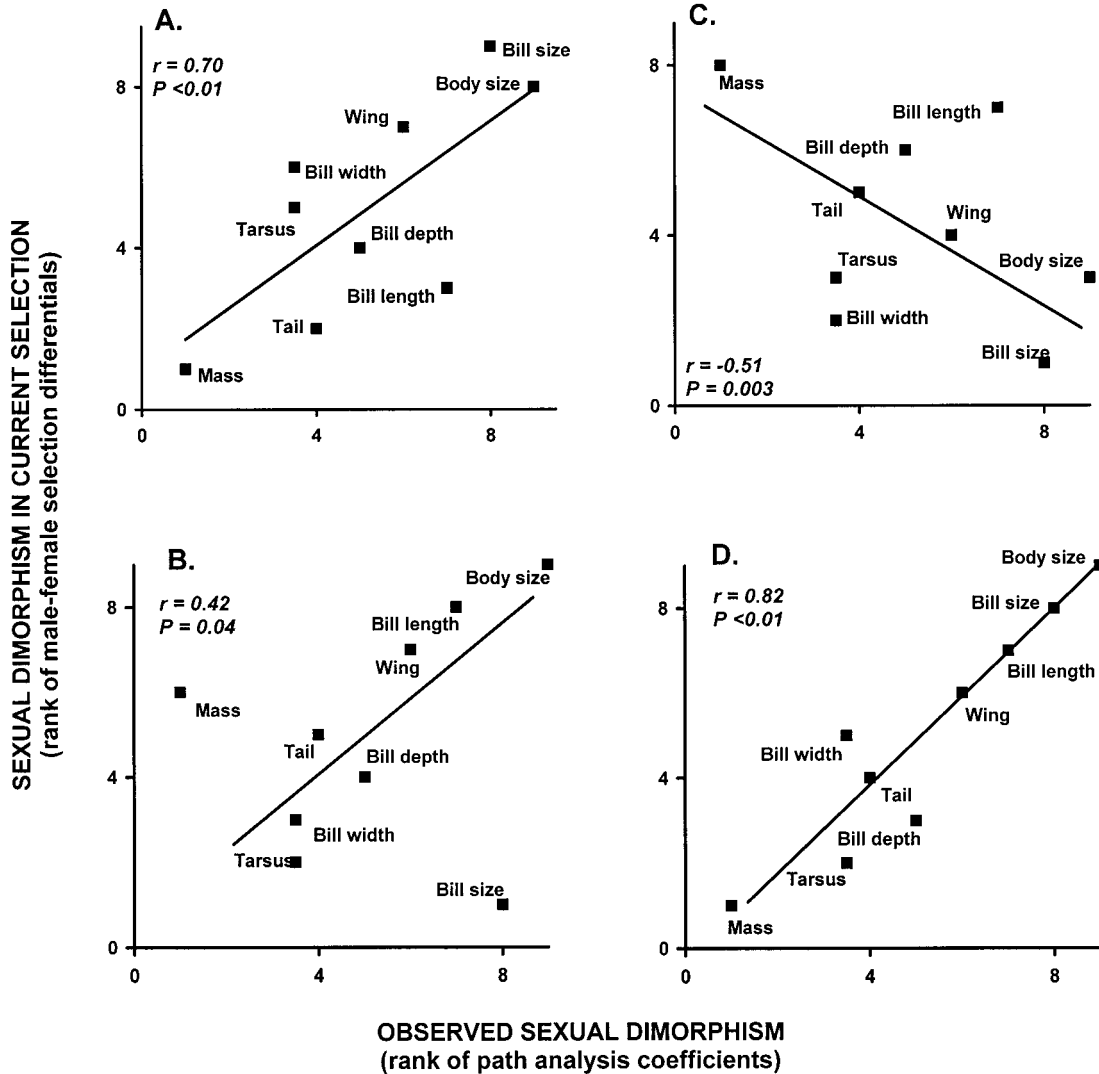 SEXUAL DIMORPHISM IN CURRENT SELECTION
(rank of male-female selection differentials)
A.
r = 0.70
P <0.01
Bill size
Body size
Wing
Bill width
Tarsus
Bill depth
Bill length
Tail
Mass
8
4
0
0
4
8
C.
Mass
Bill length
Bill depth
Tail
Wing
Tarsus
Body size
Bill width
Bill size
r = -0.51
P = 0.003
8
4
0
0
4
8
B.
r = 0.42
P = 0.04
Body size
Bill length
Wing
Mass
Tail
Bill depth
Bill width
Tarsus
Bill size
8
4
0
0
4
8
D.
r = 0.82
P <0.01
Body size
Bill size
Bill length
Wing
Bill width
Tail
Bill depth
Tarsus
Mass
8
4
0
0
4
8
OBSERVED SEXUAL DIMORPHISM
(rank of path analysis coefficients)